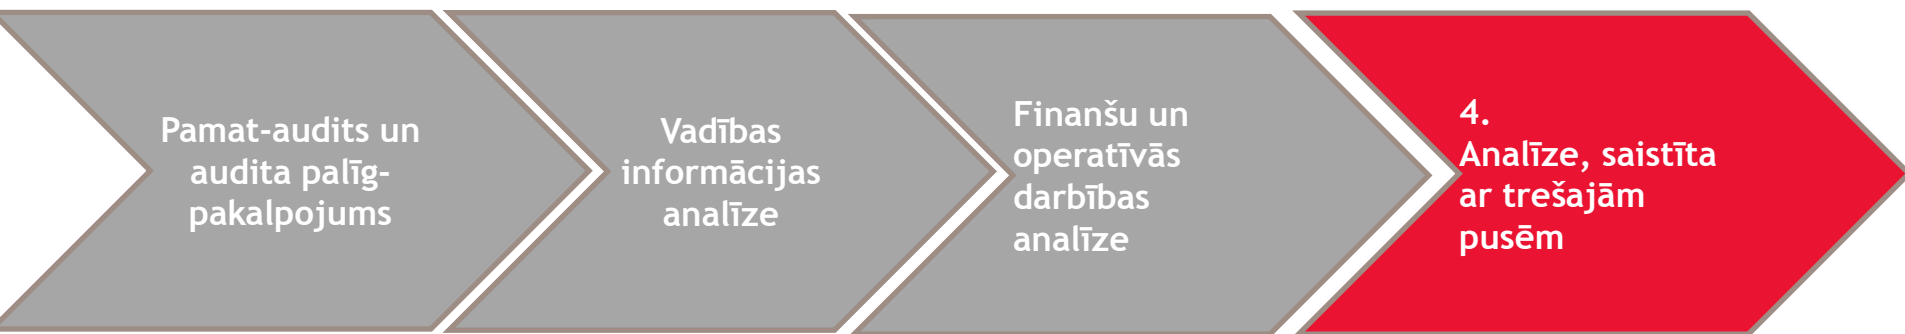 Pamat-audits un
audita palīg-
pakalpojums
Vadības
informācijas
analīze
Finanšu un
operatīvās
darbības
analīze
4.
Analīze, saistīta
ar trešajām
pusēm